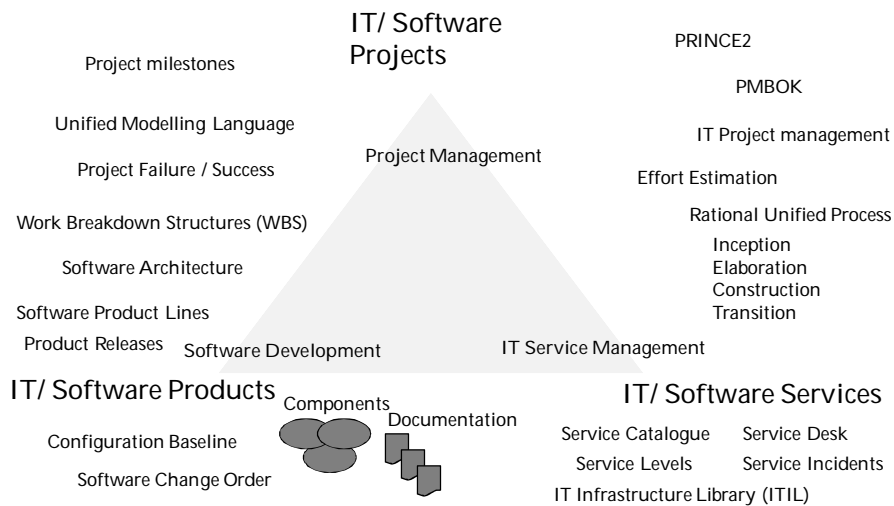 IT/ Software
Projects
PRINCE2
Project milestones
PMBOK
Unified Modelling Language
IT Project management
Project Management
Project Failure / Success
Effort Estimation
Work Breakdown Structures (WBS)
Rational Unified Process
Inception
Software Architecture
Elaboration
Construction
Software Product Lines
Transition
Product Releases
Software Development
IT Service Management
IT/ Software Products
IT/ Software Services
Components
Documentation
Configuration Baseline
Service Catalogue
Service Desk
Software Change Order
Service Levels
Service Incidents
IT Infrastructure Library (ITIL)